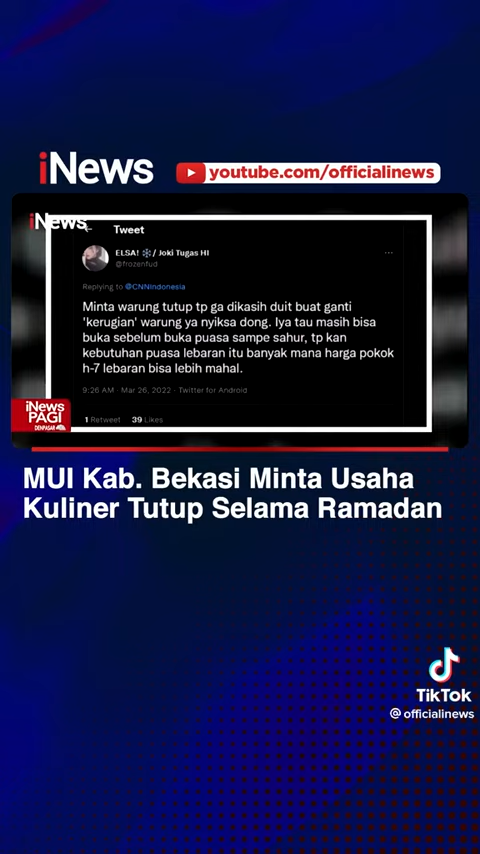 iNews
youtube.com/officialinews
iNews
Tweet
ELSA! ❄️/ Joki Tugas HI
@frozenfud
Replying to @CNNIndonesia
Minta warung tutup tp ga dikasih duit buat ganti
'kerugian' warung ya nyiksa dong. Iya tau masih bisa
buka sebelum buka puasa sampe sahur, tp kan
kebutuhan puasa lebaran itu banyak mana harga pokok
h-7 lebaran bisa lebih mahal.
9:26 AM · Mar 26, 2022 · Twitter for Android
1 Retweet 39 Likes
iNews
PAGI
DENPASAR
MUI Kab. Bekasi Minta Usaha
Kuliner Tutup Selama Ramadan
TikTok
@officialinews